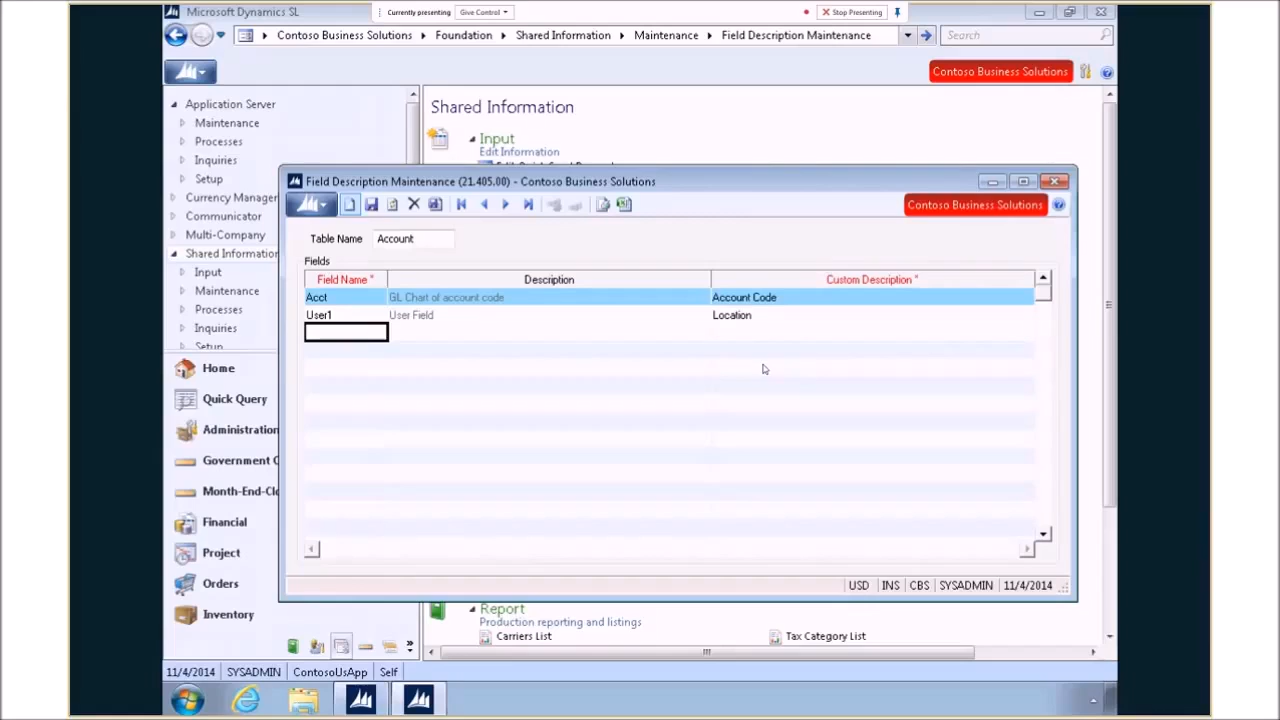 Microsoft Dynamics SL
Currently presenting
Give Control
Stop Presenting
Contoso Business Solutions
Foundation
Shared Information
Maintenance
Field Description Maintenance
Search
Contoso Business Solutions
Application Server
Maintenance
Processes
Inquiries
Setup
Currency Manager
Communicator
Multi-Company
Shared Information
Input
Maintenance
Processes
Inquiries
Setup
Shared Information
Input
Edit Information
Field Description Maintenance (21.405.00) - Contoso Business Solutions
Contoso Business Solutions
Table Name Account
Fields
Field Name * Description Custom Description *
Acct GL Chart of account code Account Code
User1 User Field Location
USD INS CBS SYSADMIN 11/4/2014
Home
Quick Query
Administration
Government C
Month-End-Clo
Financial
Project
Orders
Inventory
Report
Production reporting and listings
Carriers List
Tax Category List
11/4/2014 SYSADMIN ContosoUsApp Self